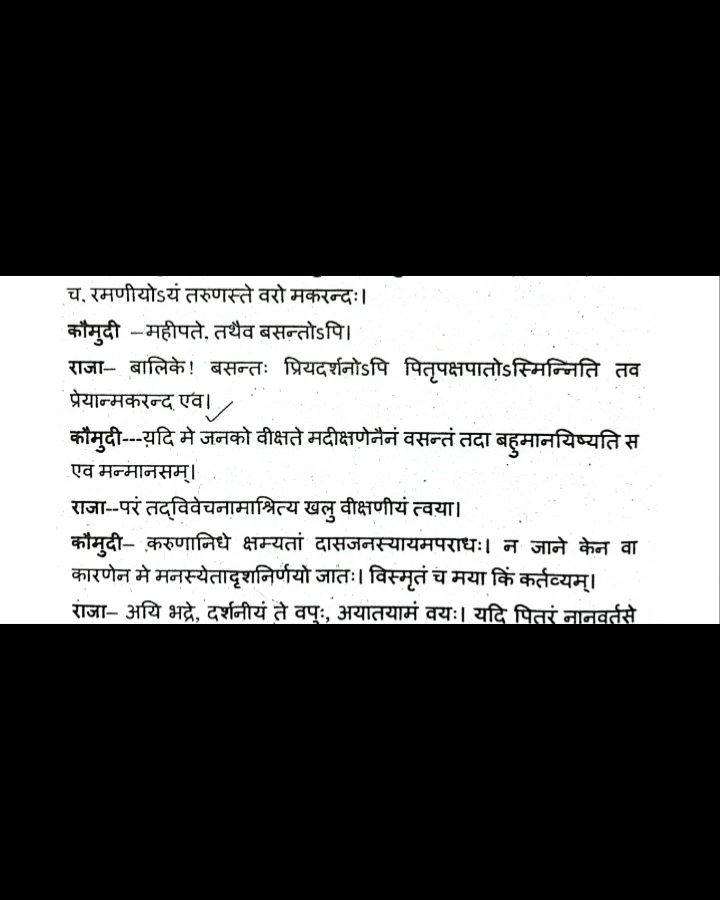 च. रमणीयोऽयं तरुणस्ते वरो मकरन्दः।
कौमुदी –महीपते. तथैव बसन्तोऽपि।
राजा– बालिके! बसन्तः प्रियदर्शनोऽपि पितृपक्षपातोऽस्मिन्निति तव
प्रेयान्मकरन्द एव।
कौमुदी---यदि मे जनको वीक्षते मदीक्षणेनैनं वसन्तं तदा बहुमानयिष्यति स
एव मन्मानसम्।
राजा--परं तद्विवेचनामाश्रित्य खलु वीक्षणीयं त्वया।
कौमुदी– करुणानिधे क्षम्यतां दासजनस्यायमपराधः। न जाने केन वा
कारणेन मे मनस्येतादृशनिर्णयो जातः। विस्मृतं च मया किं कर्तव्यम्।
राजा– अयि भद्रे, दर्शनीयं ते वपुः, अयातयामं वयः। यदि पितरं नानुवर्तसे